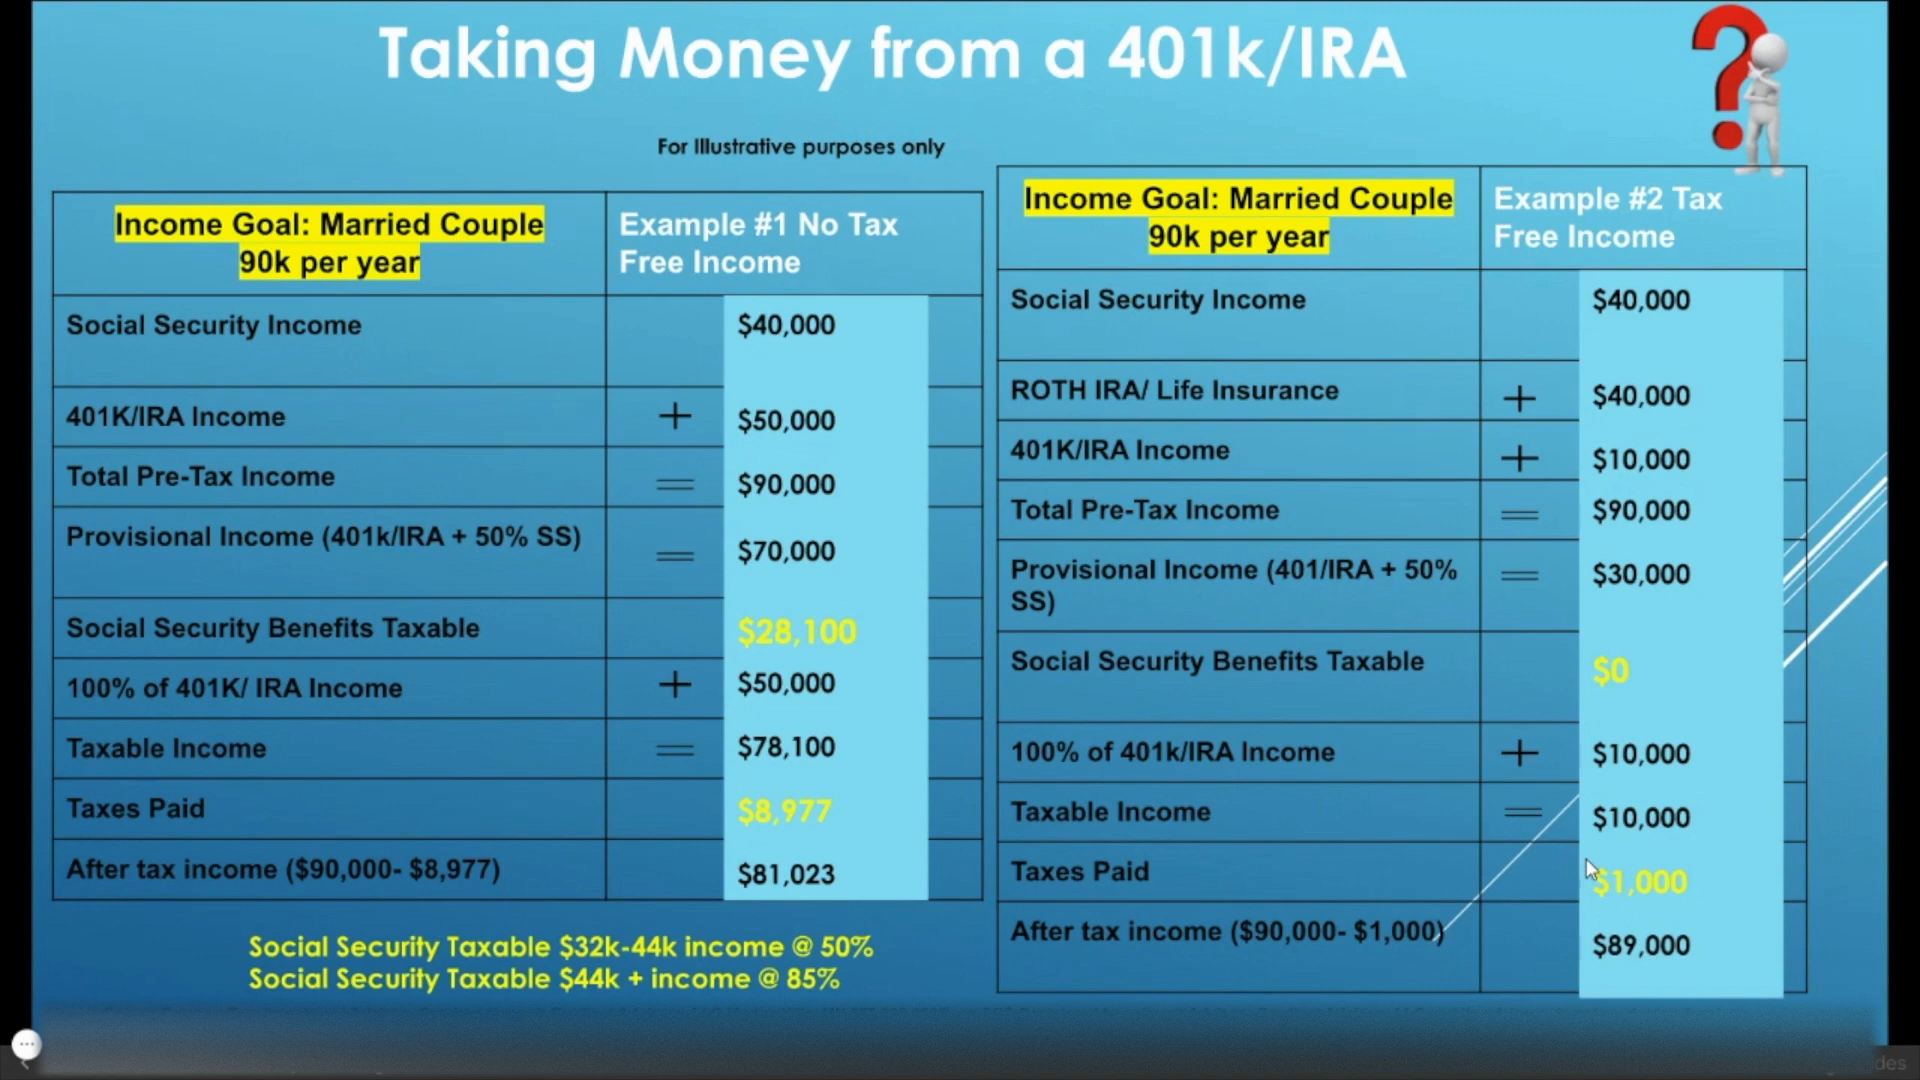 Taking Money from a 401k/IRA
For Illustrative purposes only
Income Goal: Married Couple
90k per year
Example #1 No Tax
Free Income
Social Security Income
$40,000
401K/IRA Income
+
$50,000
Total Pre-Tax Income
=
$90,000
Provisional Income (401k/IRA + 50% SS)
=
$70,000
Social Security Benefits Taxable
$28,100
100% of 401K/ IRA Income
+
$50,000
Taxable Income
=
$78,100
Taxes Paid
$8,977
After tax income ($90,000- $8,977)
$81,023
Social Security Taxable $32k-44k income @ 50%
Social Security Taxable $44k + income @ 85%
Income Goal: Married Couple
90k per year
Example #2 Tax
Free Income
Social Security Income
$40,000
ROTH IRA/ Life Insurance
+
$40,000
401K/IRA Income
+
$10,000
Total Pre-Tax Income
=
$90,000
Provisional Income (401/IRA + 50%
SS)
=
$30,000
Social Security Benefits Taxable
$0
100% of 401k/IRA Income
+
$10,000
Taxable Income
=
$10,000
Taxes Paid
$1,000
After tax income ($90,000- $1,000)
$89,000